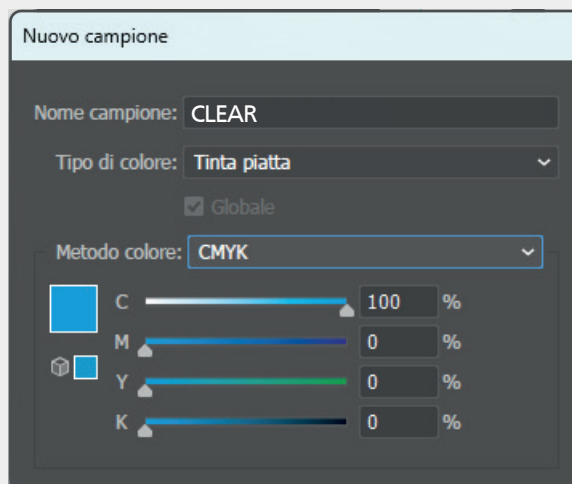 Nuovo campione
Nome campione: CLEAR
Tipo di colore: Tinta piatta
Globale
Metodo colore: CMYK
C 100 %
M 0 %
Y 0 %
K 0 %